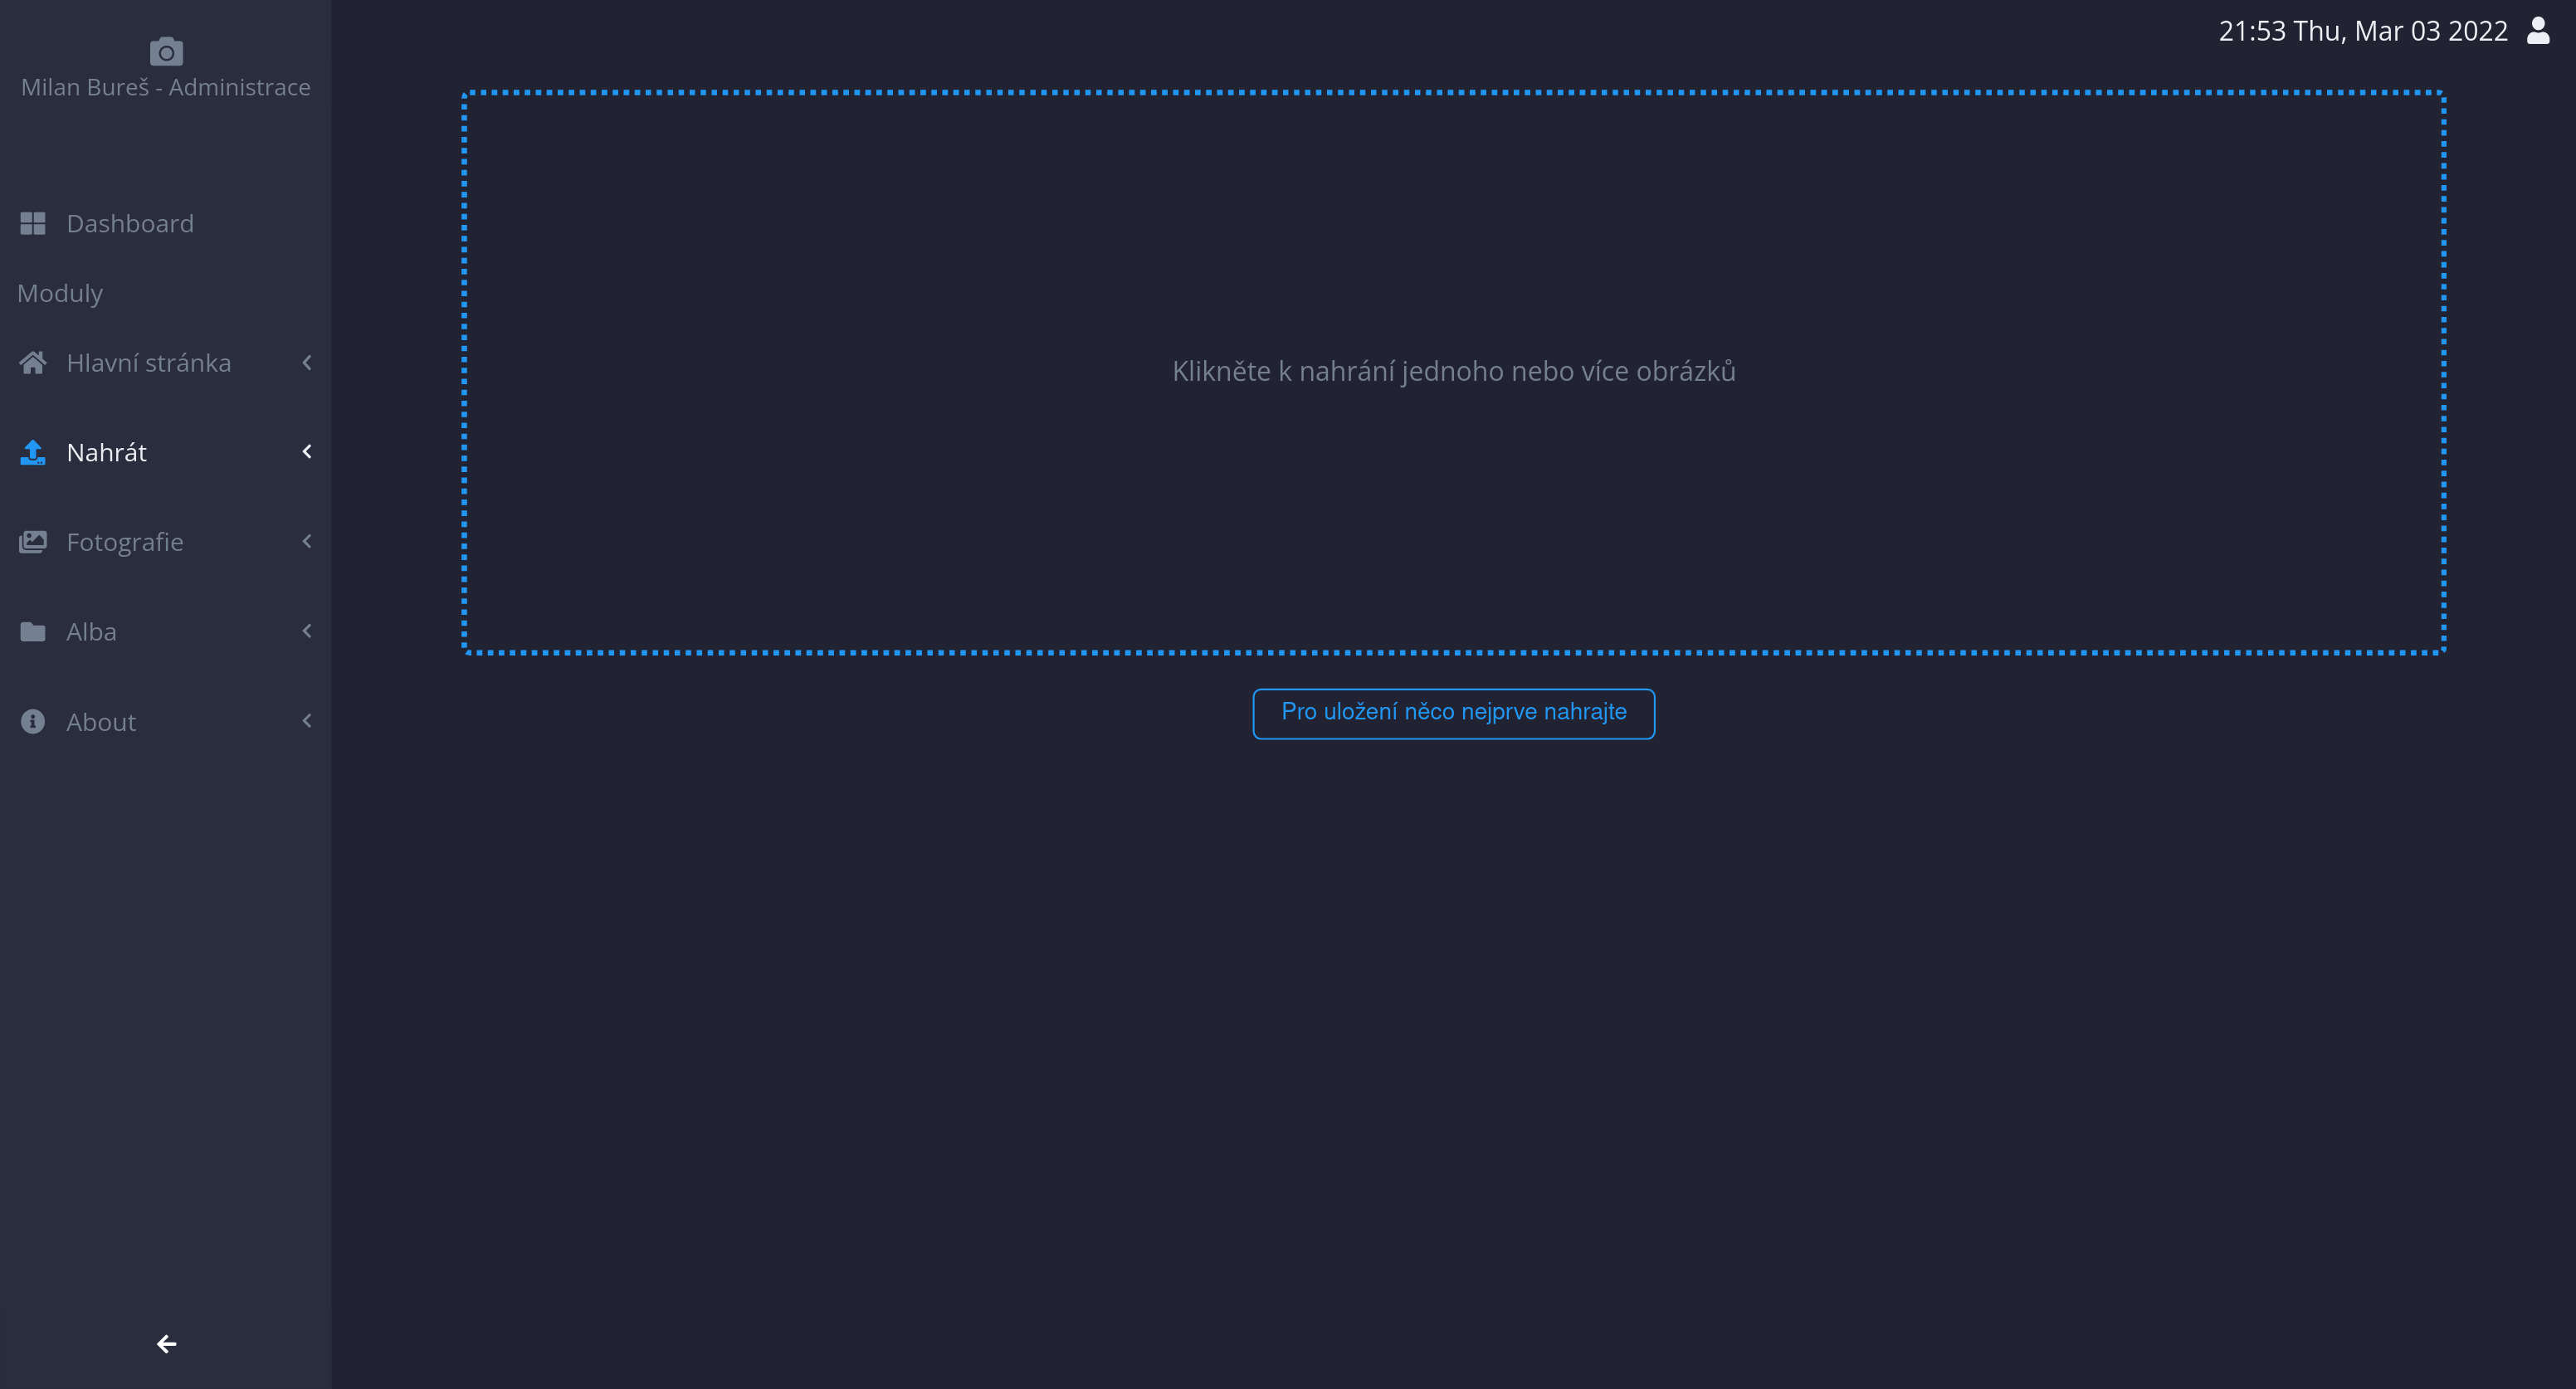 Milan Bureš - Administrace
Dashboard
Moduly
Hlavní stránka
Nahrát
Fotografie
Alba
About
21:53 Thu, Mar 03 2022
Klikněte k nahrání jednoho nebo více obrázků
Pro uložení něco nejprve nahrajte